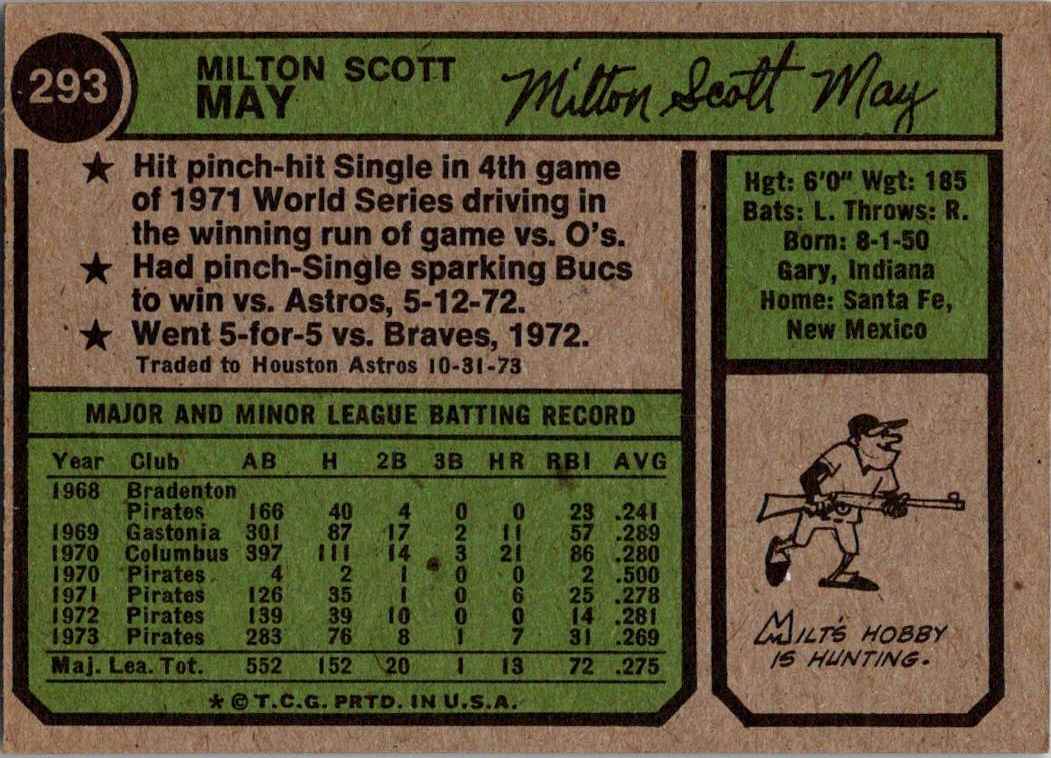 293
MILTON SCOTT
MAY
Milton Scott May
★ Hit pinch-hit Single in 4th game
of 1971 World Series driving in
the winning run of game vs. O's.
★ Had pinch-Single sparking Bucs
to win vs. Astros, 5-12-72.
★ Went 5-for-5 vs. Braves, 1972.
Traded to Houston Astros 10-31-73
Hgt: 6'0" Wgt: 185
Bats: L. Throws: R.
Born: 8-1-50
Gary, Indiana
Home: Santa Fe,
New Mexico
MAJOR AND MINOR LEAGUE BATTING RECORD
Year Club AB H 2B 3B HR RBI AVG
1968 Bradenton
Pirates 166 40 4 0 0 23 .241
1969 Gastonia 301 87 17 2 11 57 .289
1970 Columbus 397 111 14 3 21 86 .280
1970 Pirates 4 2 1 0 0 2 .500
1971 Pirates 126 35 1 0 6 25 .278
1972 Pirates 139 39 10 0 0 14 .281
1973 Pirates 283 76 8 1 7 31 .269
Maj. Lea. Tot. 552 152 20 1 13 72 .275
* © T.C.G. PRTD. IN U.S.A.
MILT'S HOBBY
IS HUNTING.